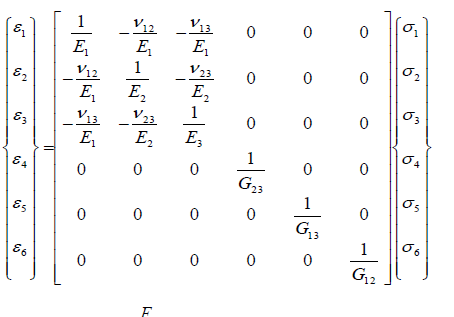 ε₁ 1/E₁ -ν₁₂/E₁ -ν₁₃/E₁ 0 0 0 σ₁
ε₂ -ν₁₂/E₁ 1/E₂ -ν₂₃/E₂ 0 0 0 σ₂
ε₃ -ν₁₃/E₁ -ν₂₃/E₂ 1/E₃ 0 0 0 σ₃
ε₄ = 0 0 0 1/G₂₃ 0 0 σ₄
ε₅ 0 0 0 0 1/G₁₃ 0 σ₅
ε₆ 0 0 0 0 0 1/G₁₂ σ₆